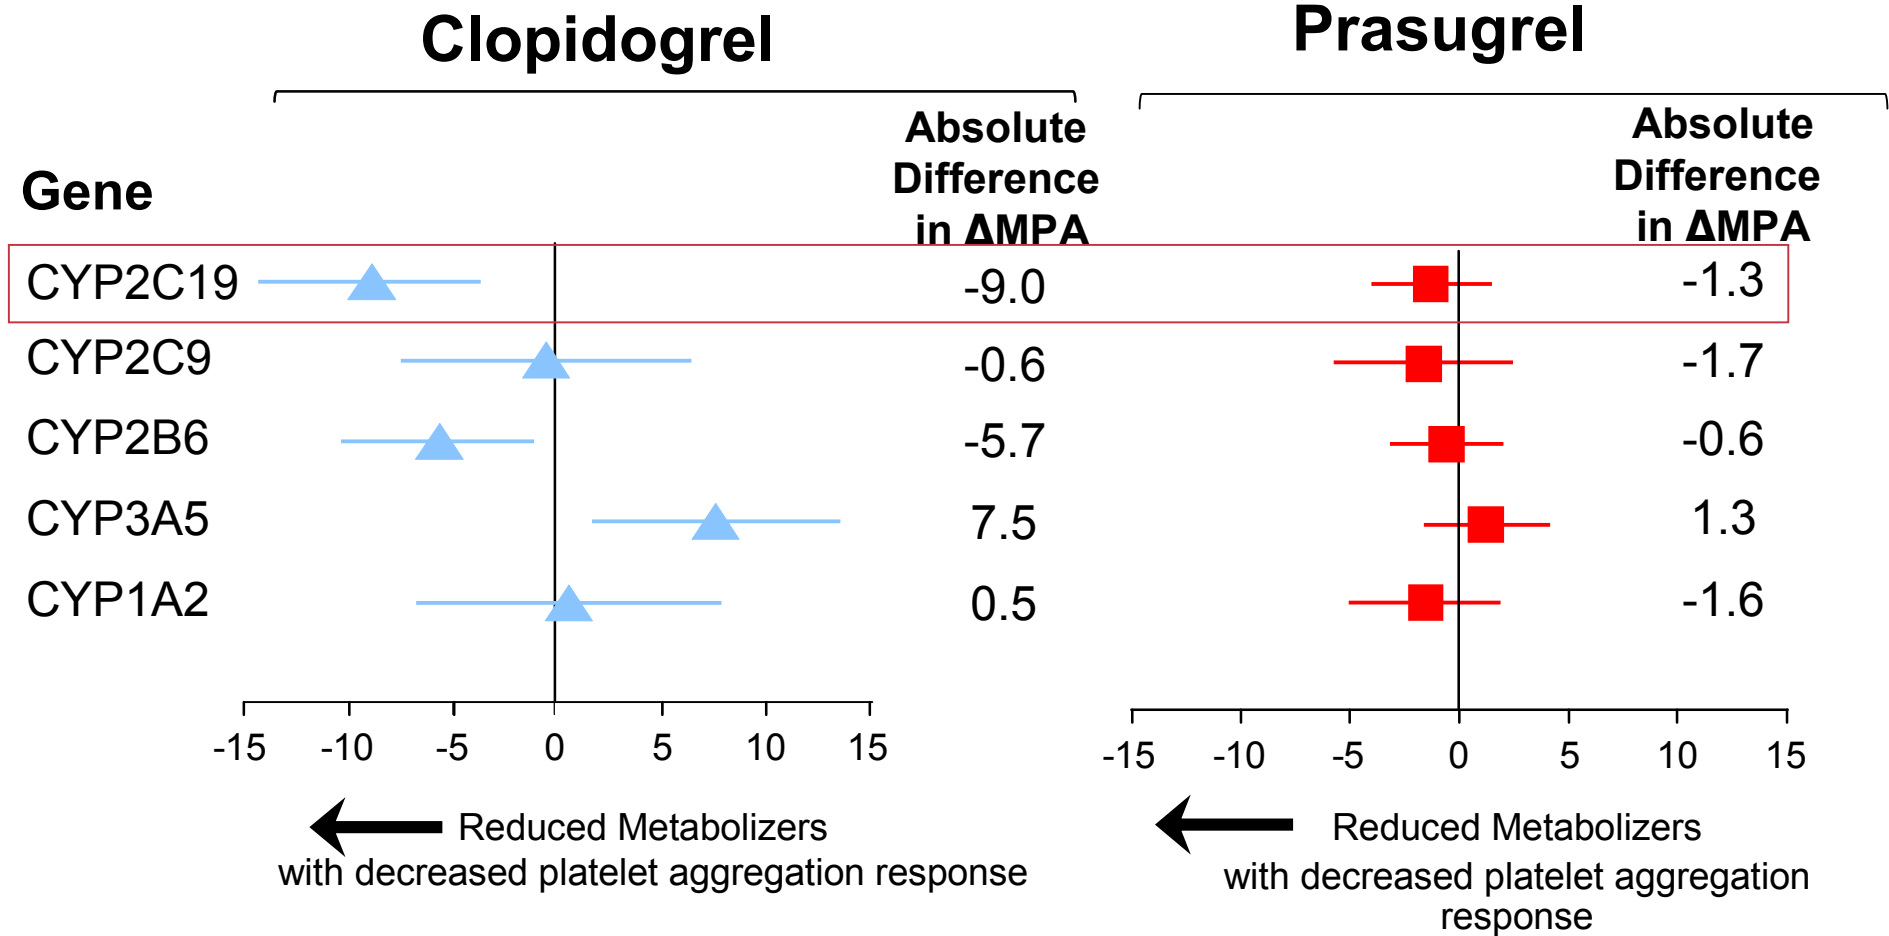 Clopidogrel
Prasugrel
Gene
Absolute
Difference
in ΔMPA
Absolute
Difference
in ΔMPA
CYP2C19 -9.0 -1.3
CYP2C9 -0.6 -1.7
CYP2B6 -5.7 -0.6
CYP3A5 7.5 1.3
CYP1A2 0.5 -1.6
-15 -10 -5 0 5 10 15
-15 -10 -5 0 5 10 15
Reduced Metabolizers
with decreased platelet aggregation response
Reduced Metabolizers
with decreased platelet aggregation
response